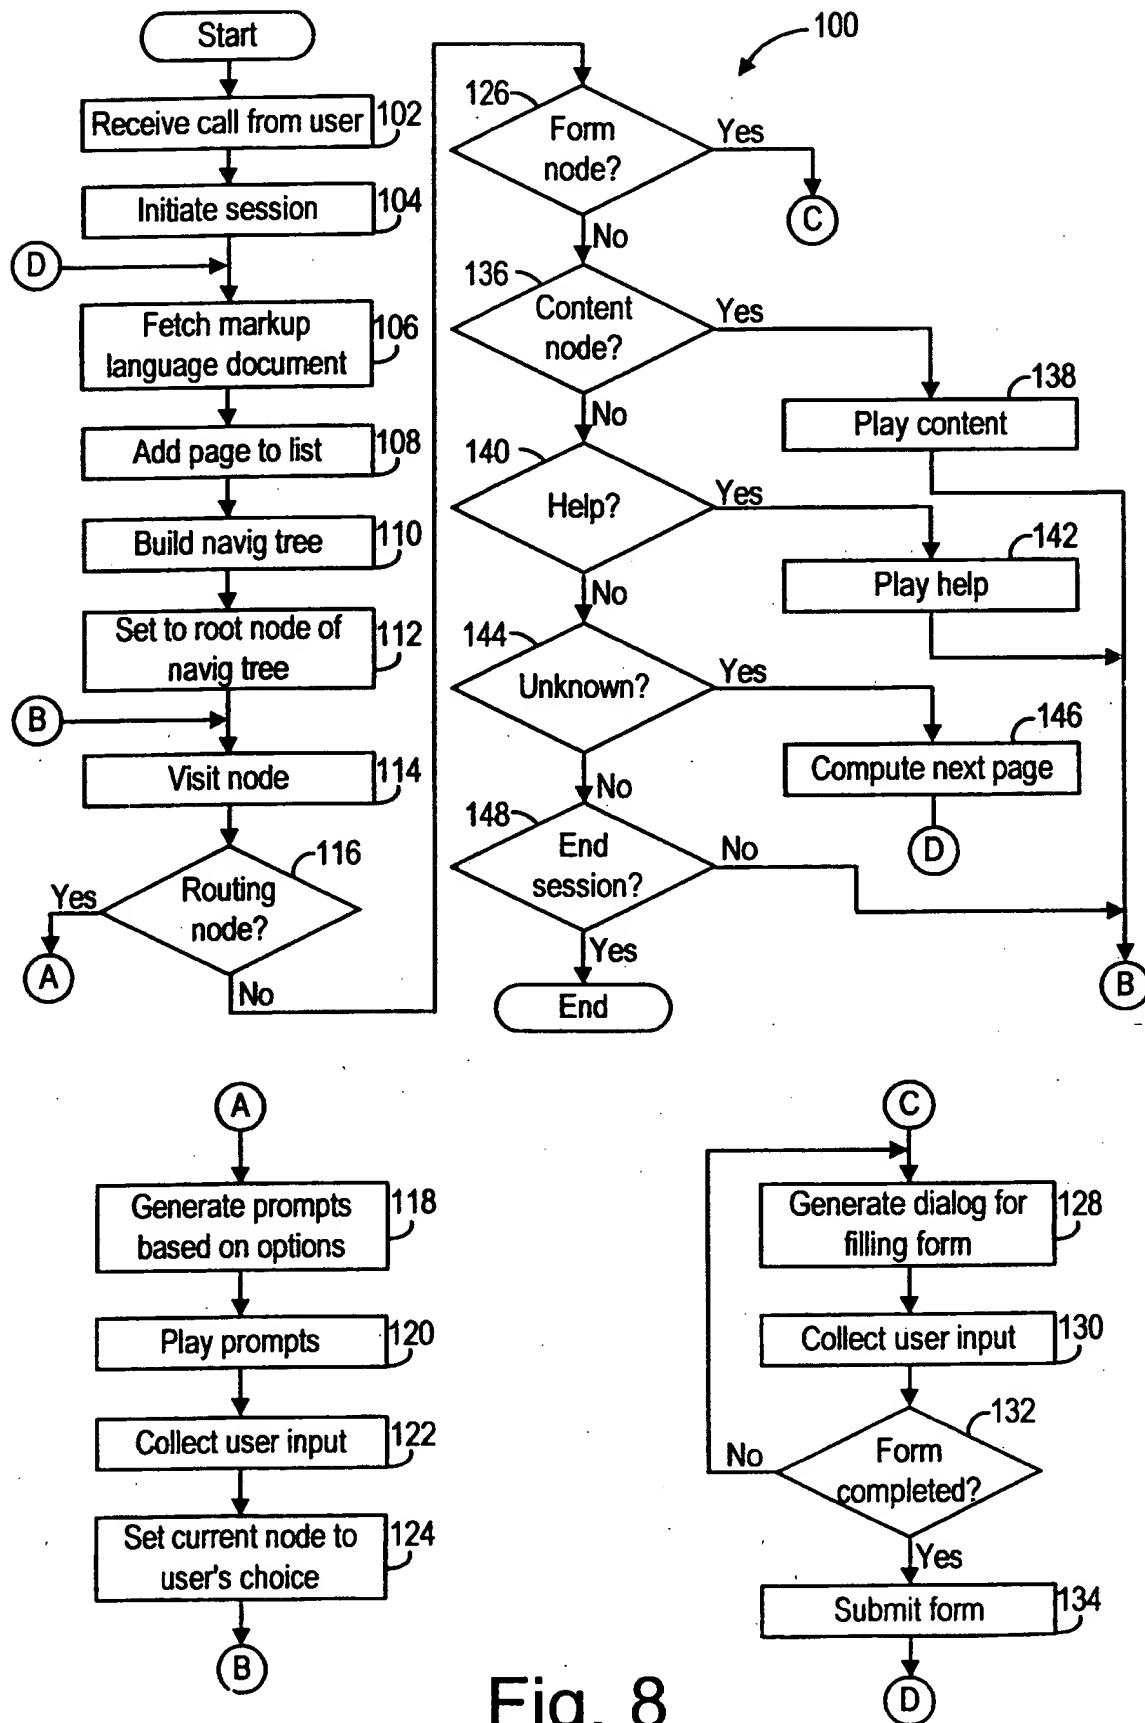 Start
100
Receive call from user
102
Initiate session
104
D
Fetch markup
language document
106
Add page to list
108
Build navig tree
110
Set to root node of
navig tree
112
B
Visit node
114
Routing
node?
116
Yes
A
No
126
Form
node?
Yes
C
No
136
Content
node?
Yes
138
Play content
No
140
Help?
Yes
142
Play help
No
144
Unknown?
Yes
146
Compute next page
D
No
148
End
session?
No
B
Yes
End
A
Generate prompts
based on options
118
Play prompts
120
Collect user input
122
Set current node to
user's choice
124
B
C
Generate dialog for
filling form
128
Collect user input
130
132
Form
completed?
No
Yes
Submit form
134
D
Fig. 8